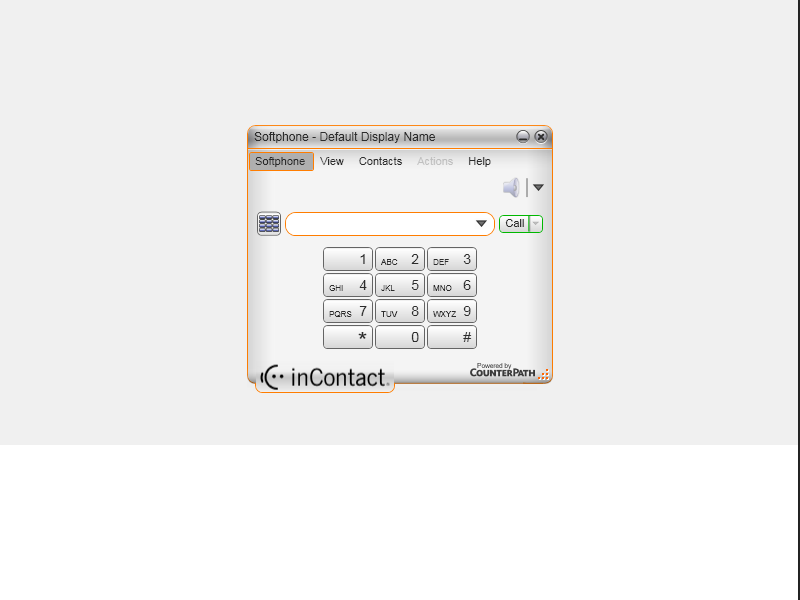 Softphone - Default Display Name
Softphone View Contacts Actions Help
Call
1 ABC 2 DEF 3
GHI 4 JKL 5 MNO 6
PQRS 7 TUV 8 WXYZ 9
* 0 #
Powered by
COUNTERPATH
inContact.